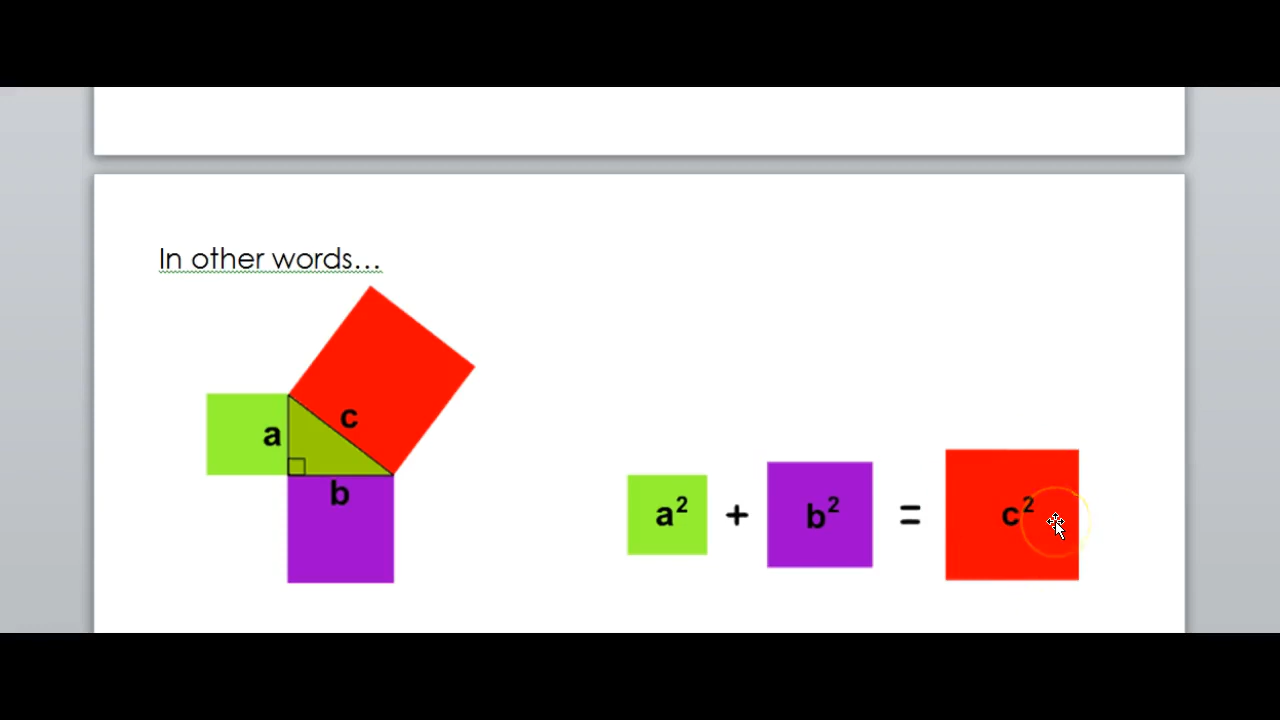 In other words...
c
a
b
a² + b² = c²